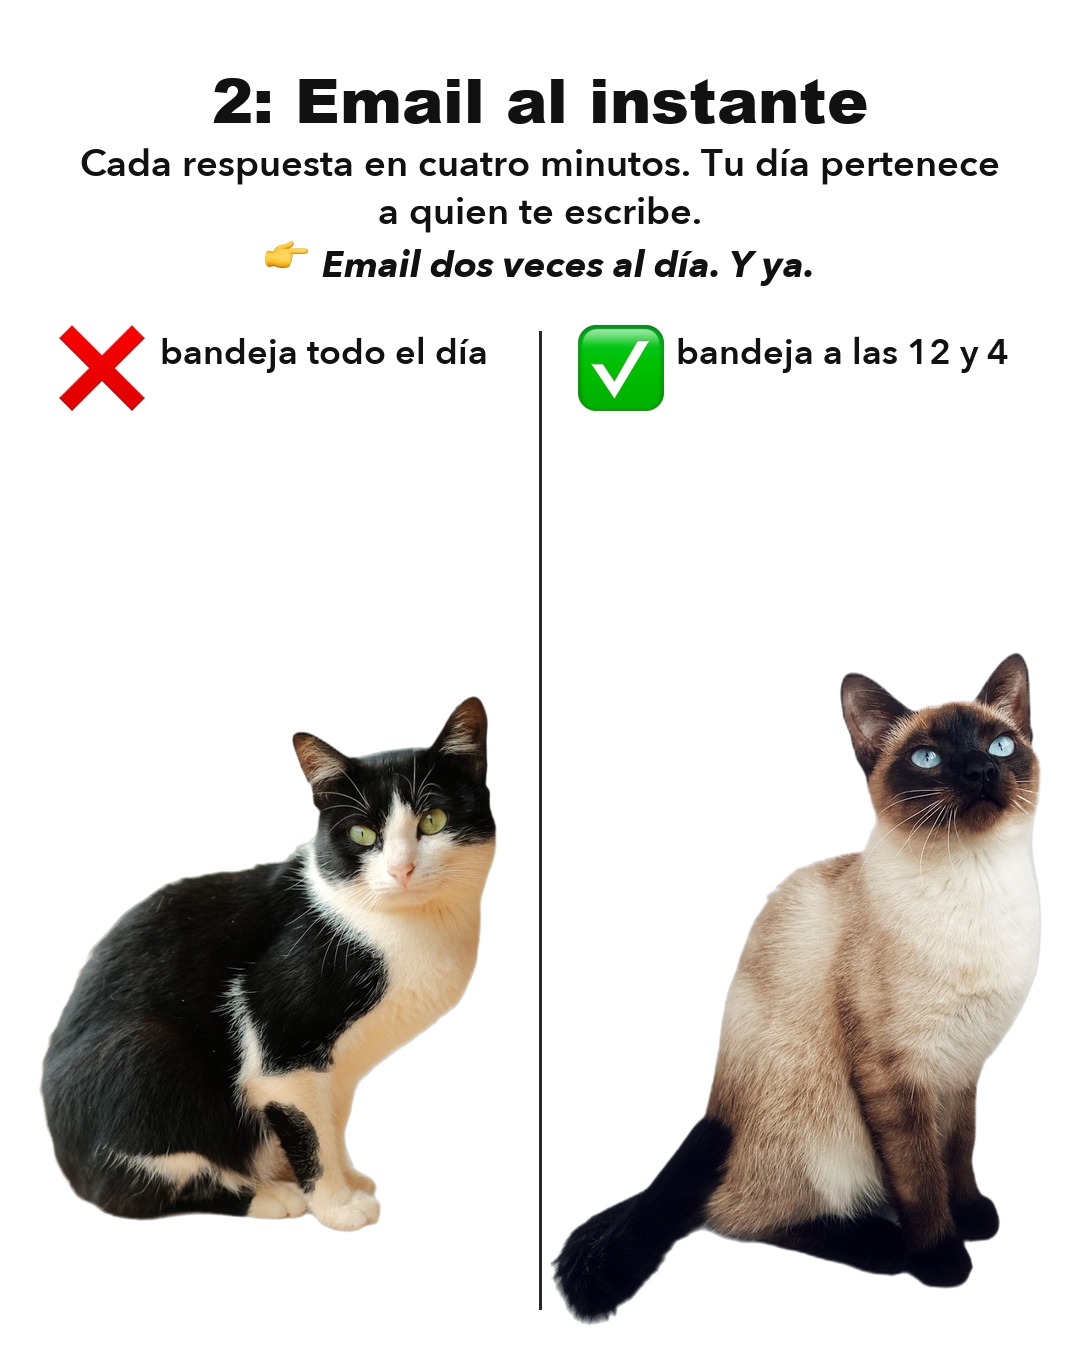 2: Email al instante
Cada respuesta en cuatro minutos. Tu día pertenece
a quien te escribe.
👉 Email dos veces al día. Y ya.
❌ bandeja todo el día
✅ bandeja a las 12 y 4